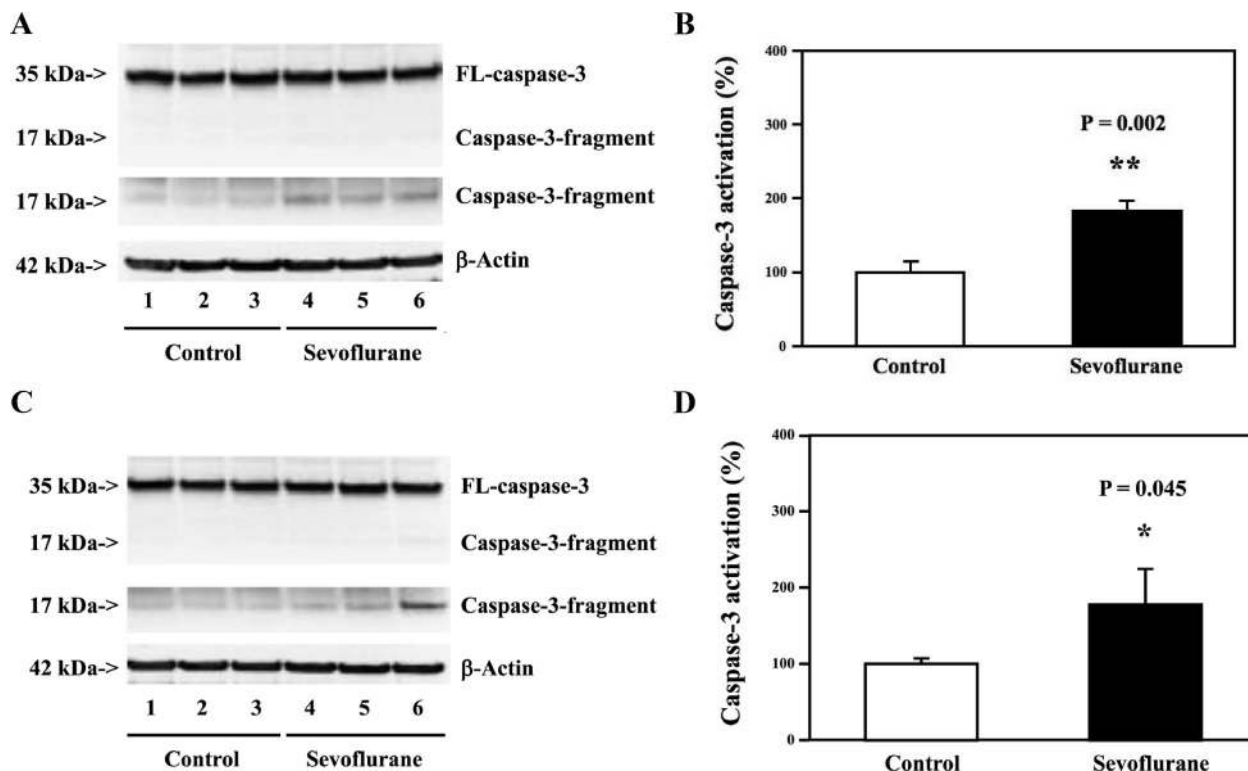 A
35 kDa->
FL-caspase-3
17 kDa->
Caspase-3-fragment
17 kDa->
Caspase-3-fragment
42 kDa->
β-Actin
1 2 3 4 5 6
Control Sevoflurane
B
Caspase-3 activation (%)
400
300
200
100
0
P = 0.002
**
Control Sevoflurane
C
35 kDa->
FL-caspase-3
17 kDa->
Caspase-3-fragment
17 kDa->
Caspase-3-fragment
42 kDa->
β-Actin
1 2 3 4 5 6
Control Sevoflurane
D
Caspase-3 activation (%)
400
300
200
100
0
P = 0.045
*
Control Sevoflurane